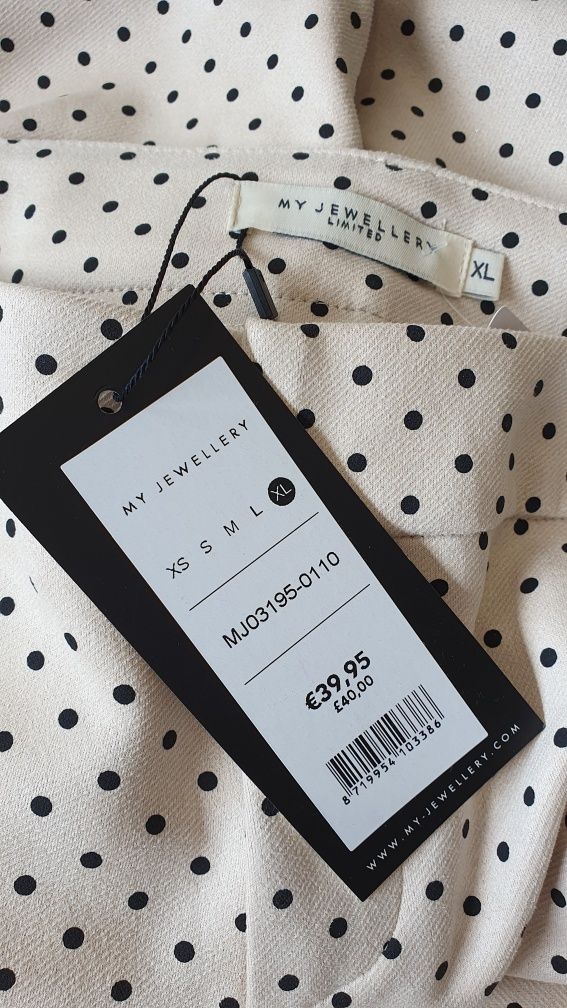 MY JEWELLERY
LIMITED
XL
MY JEWELLERY
XS S M L XL
MJ03195-0110
€39,95
£40,00
8 719954 103386
WWW.MY-JEWELLERY.COM